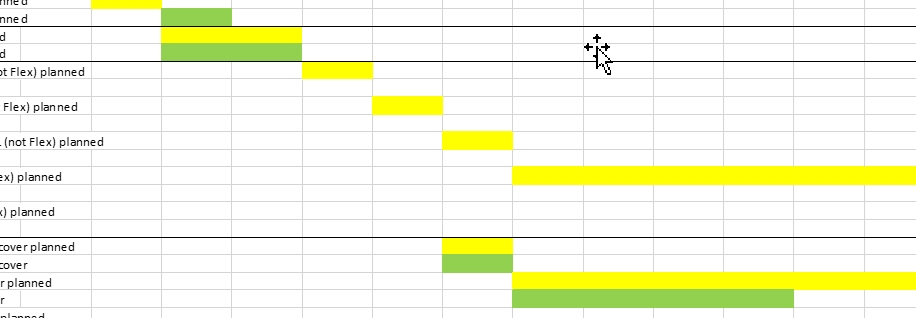 nned
nned
d
d
ot Flex) planned
Flex) planned
(not Flex) planned
ex) planned
x) planned
cover planned
cover
r planned
r
planned